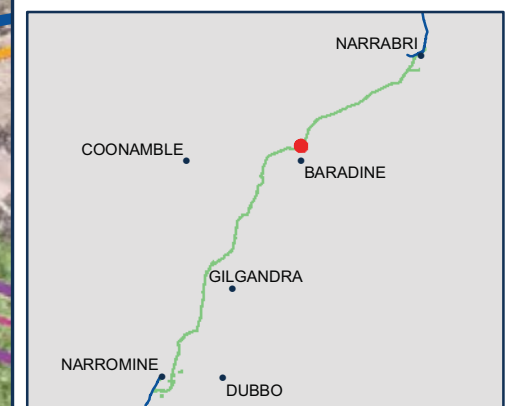 NARRABRI
COONAMBLE
BARADINE
GILGANDRA
NARROMINE
DUBBO